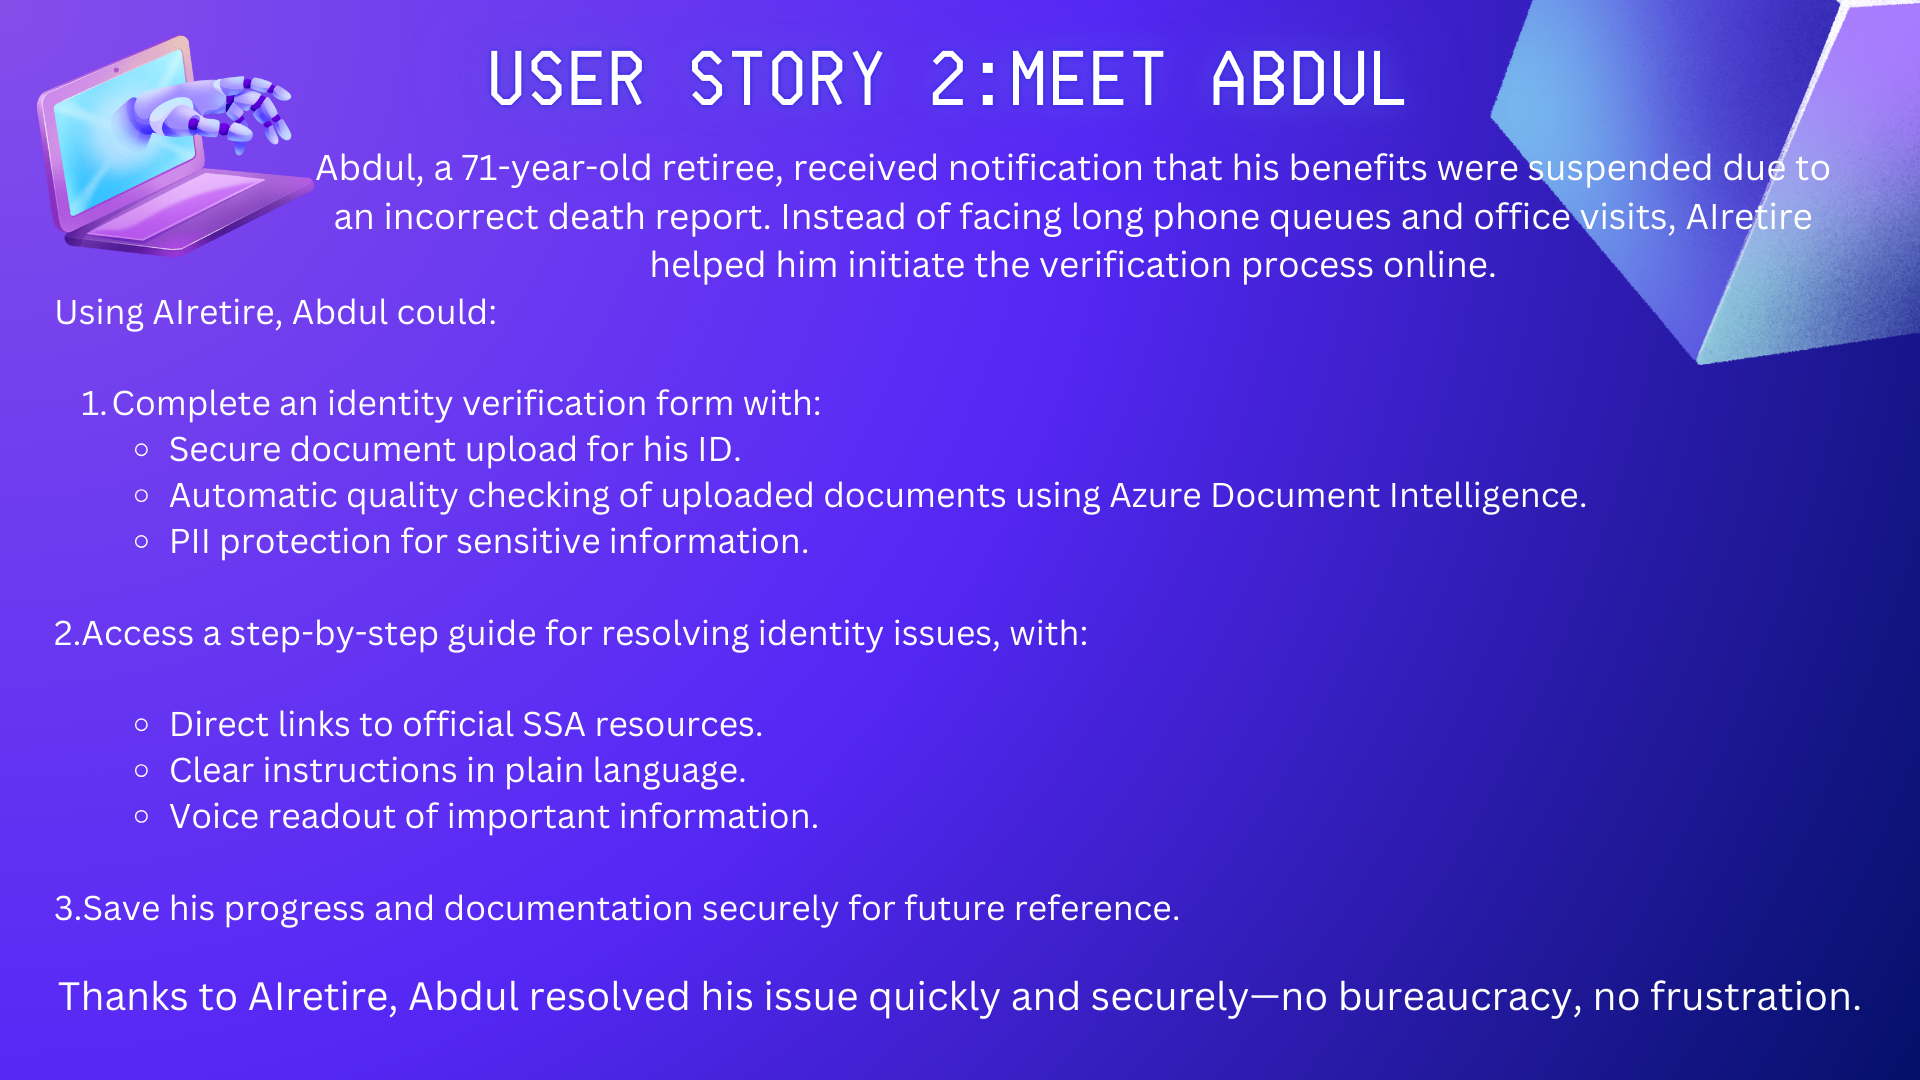 USER STORY 2:MEET ABDUL
Abdul, a 71-year-old retiree, received notification that his benefits were suspended due to
an incorrect death report. Instead of facing long phone queues and office visits, AIretire
helped him initiate the verification process online.
Using AIretire, Abdul could:
1. Complete an identity verification form with:
○ Secure document upload for his ID.
○ Automatic quality checking of uploaded documents using Azure Document Intelligence.
○ PII protection for sensitive information.
2.Access a step-by-step guide for resolving identity issues, with:
○ Direct links to official SSA resources.
○ Clear instructions in plain language.
○ Voice readout of important information.
3.Save his progress and documentation securely for future reference.
Thanks to AIretire, Abdul resolved his issue quickly and securely—no bureaucracy, no frustration.